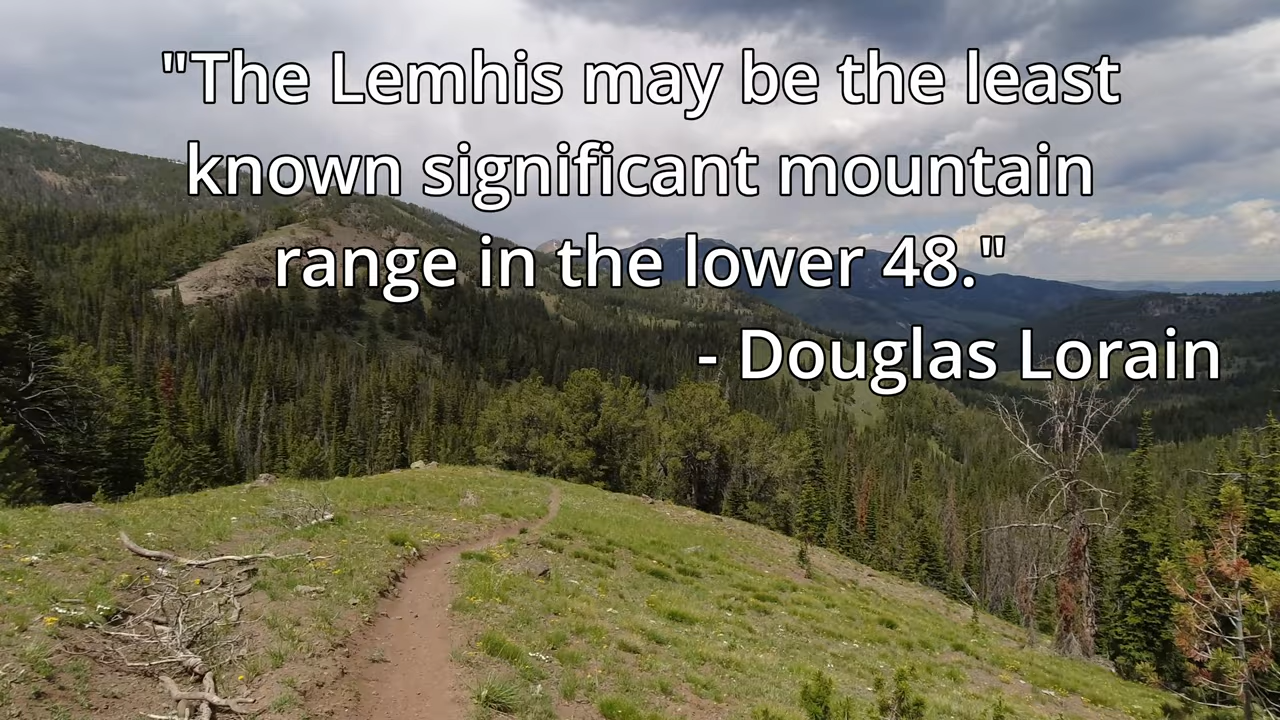 "The Lemhis may be the least
known significant mountain
range in the lower 48."
- Douglas Lorain